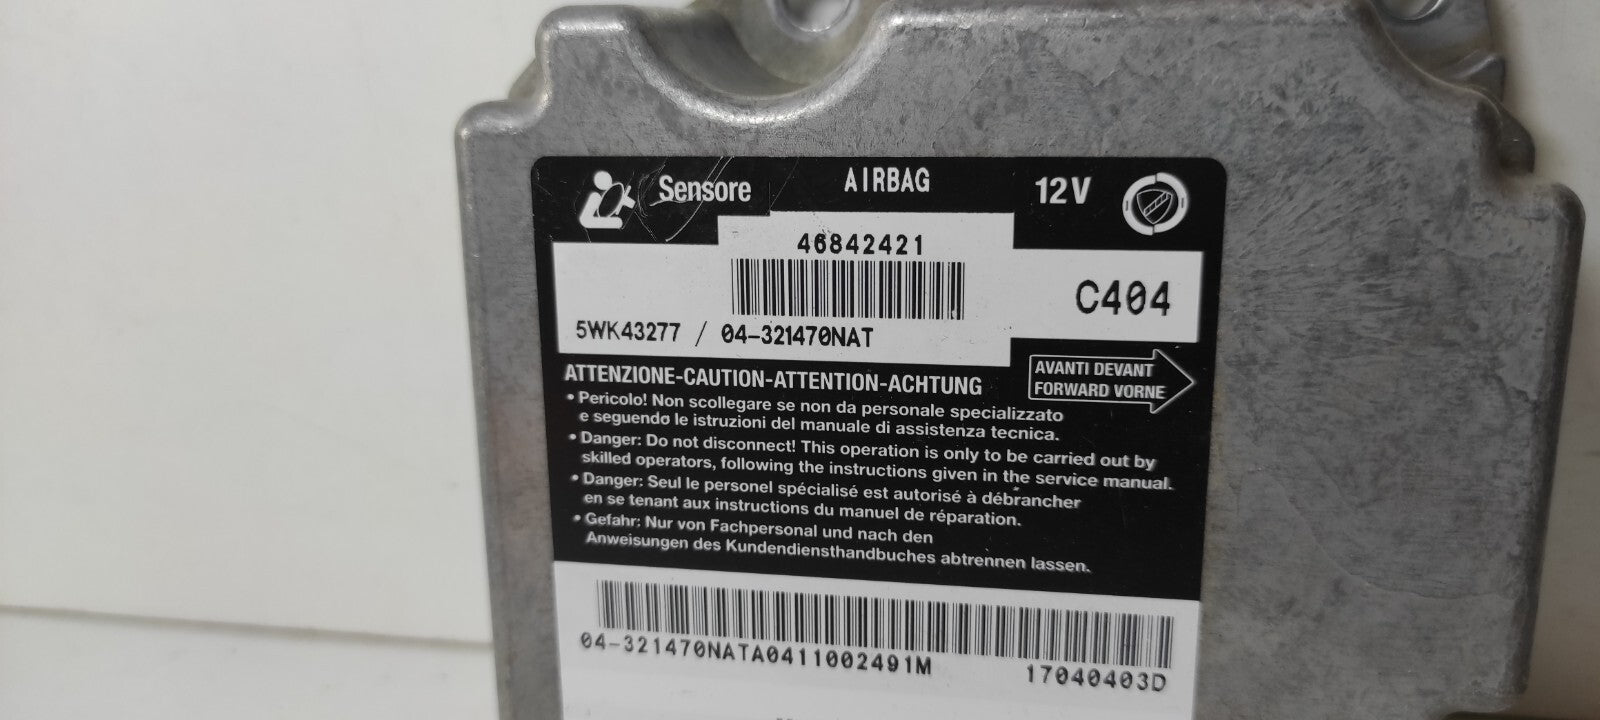 Sensore AIRBAG 12V
46842421
C404
5WK43277 / 04-321470NAT
ATTENZIONE-CAUTION-ATTENTION-ACHTUNG
AVANTI DEVANT
FORWARD VORNE
• Pericolo! Non scollegare se non da personale specializzato
e seguendo le istruzioni del manuale di assistenza tecnica.
• Danger: Do not disconnect! This operation is only to be carried out by
skilled operators, following the instructions given in the service manual.
• Danger: Seul le personel spécialisé est autorisé à débrancher
en se tenant aux instructions du manuel de réparation.
• Gefahr: Nur von Fachpersonal und nach den
Anweisungen des Kundendiensthandbuches abtrennen lassen.
04-321470NATA0411002491M 17040403D